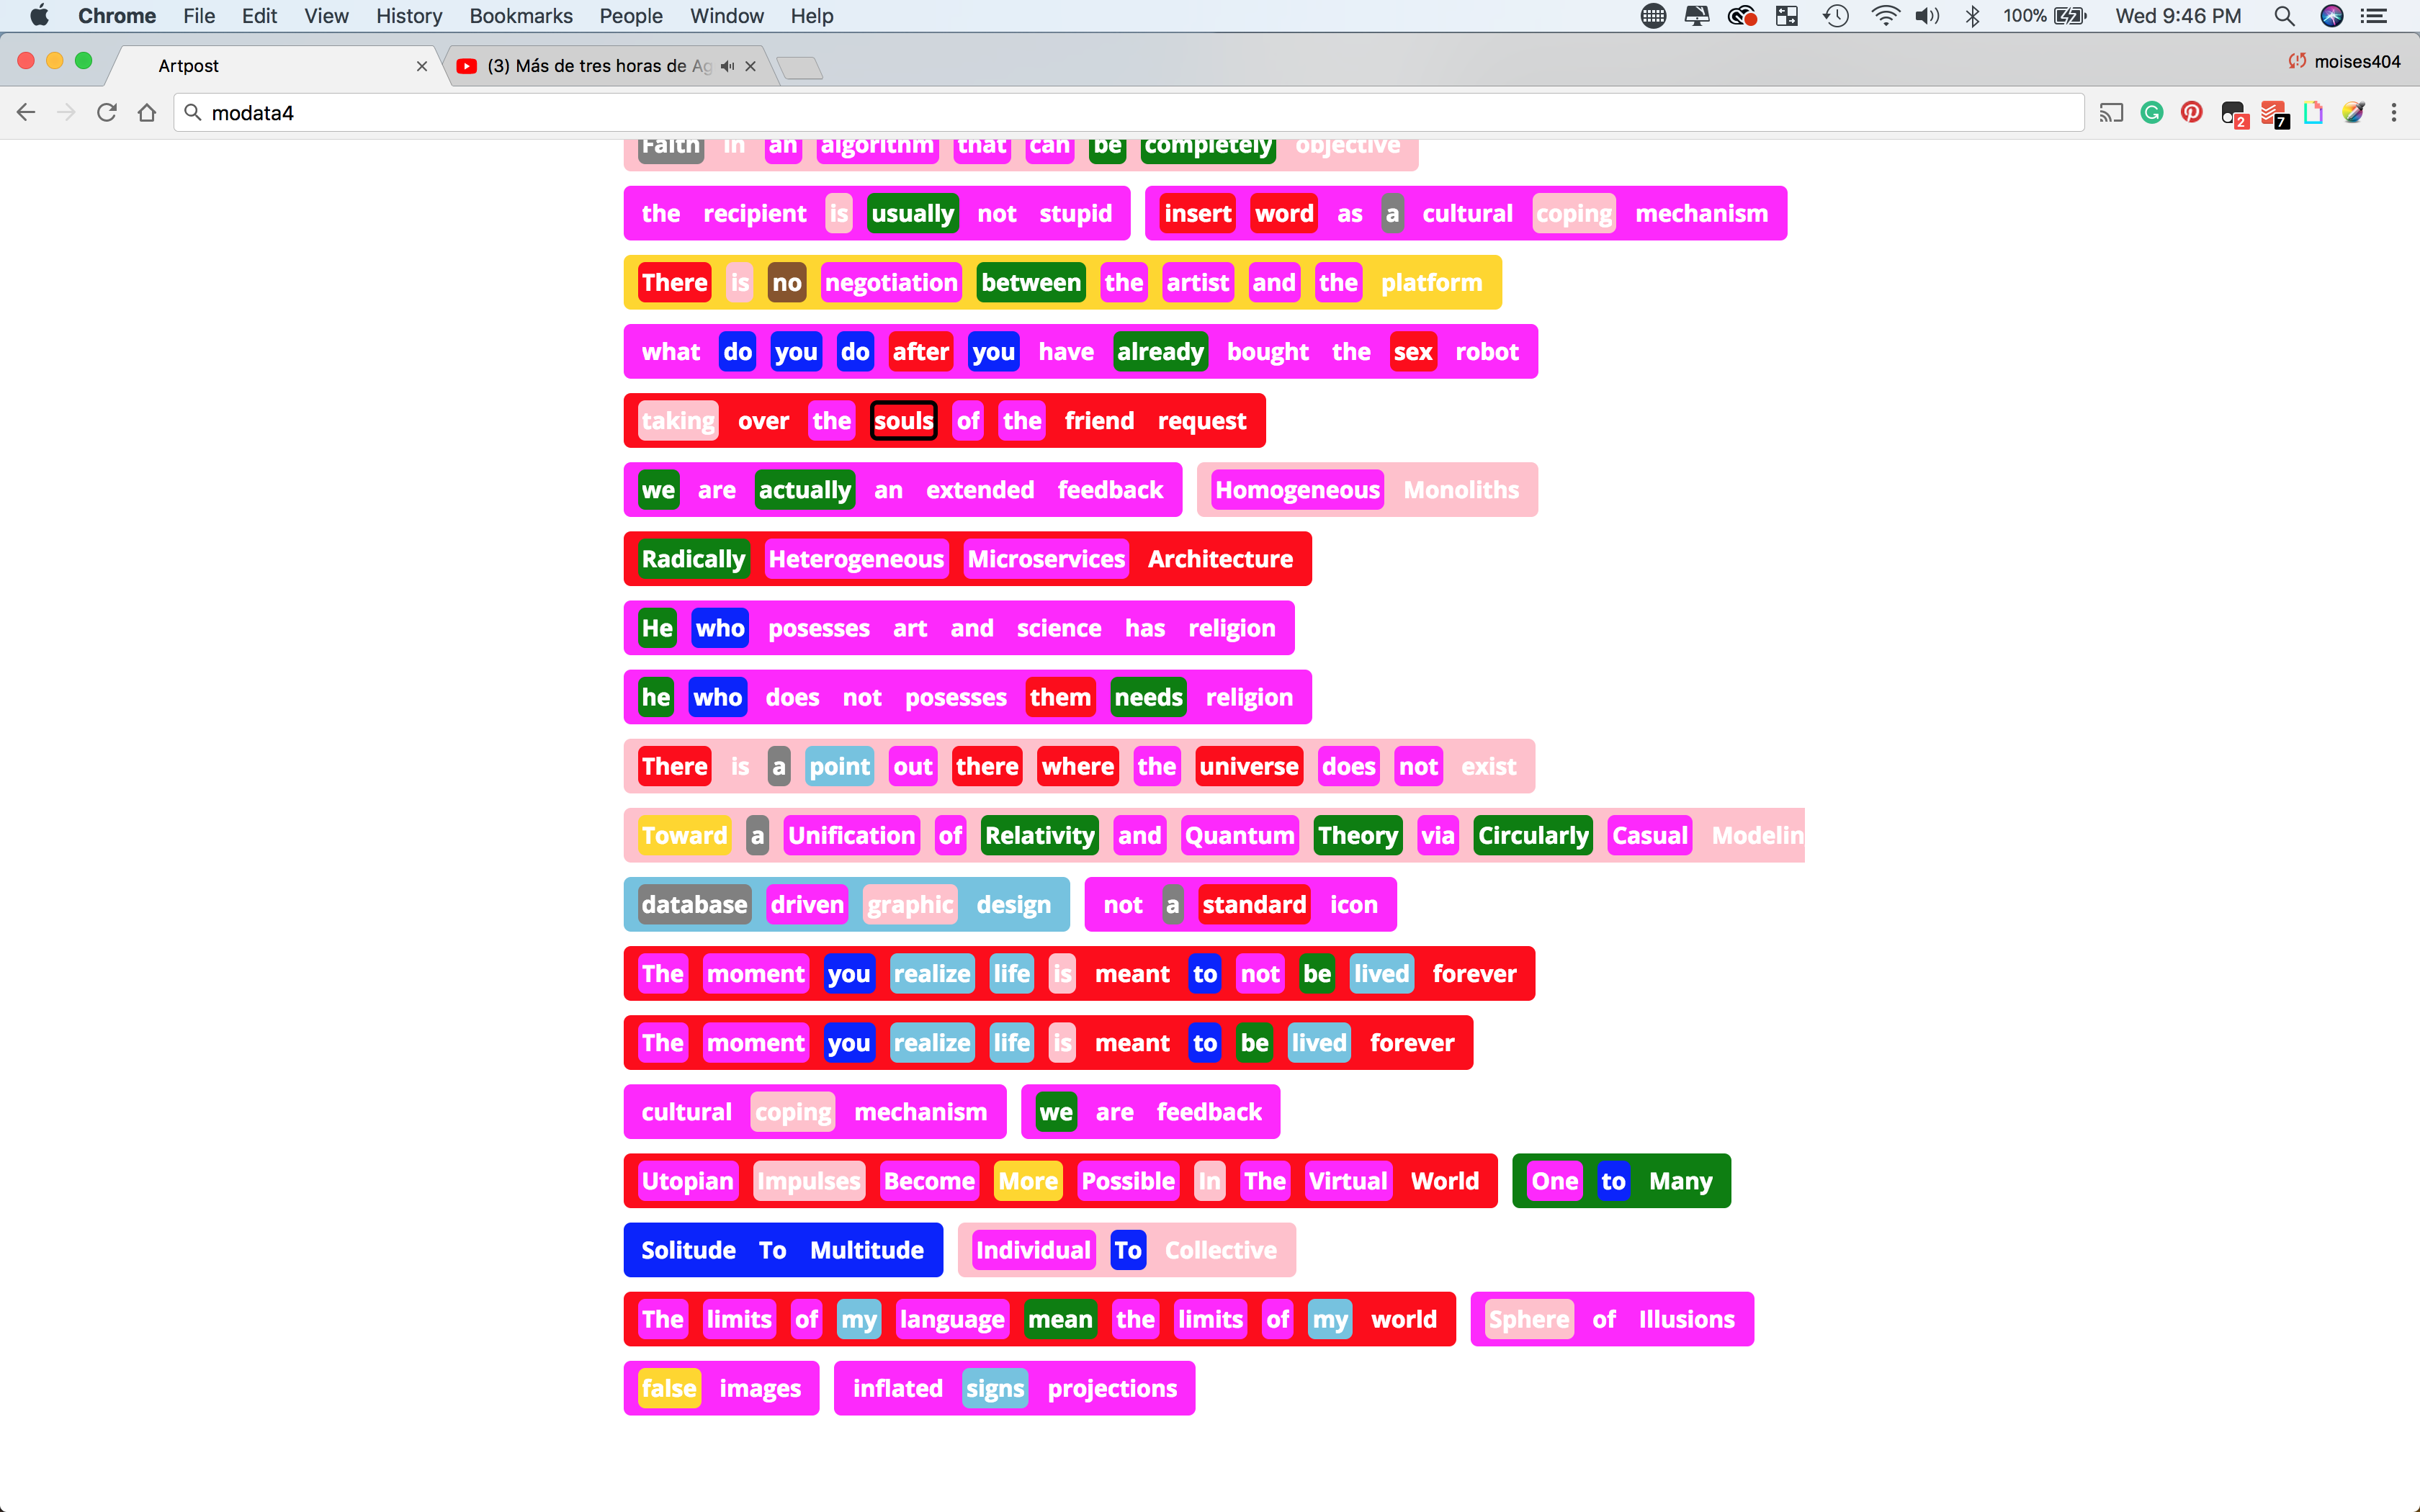 Chrome File Edit View History Bookmarks People Window Help 100% Wed 9:46 PM
Artpost (3) Más de tres horas de Ag moises404
modata4 2 7
Faith in an algorithm that can be completely objective
the recipient is usually not stupid insert word as a cultural coping mechanism
There is no negotiation between the artist and the platform
what do you do after you have already bought the sex robot
taking over the souls of the friend request
we are actually an extended feedback Homogeneous Monoliths
Radically Heterogeneous Microservices Architecture
He who posesses art and science has religion
he who does not posesses them needs religion
There is a point out there where the universe does not exist
Toward a Unification of Relativity and Quantum Theory via Circularly Casual Modelin
database driven graphic design not a standard icon
The moment you realize life is meant to not be lived forever
The moment you realize life is meant to be lived forever
cultural coping mechanism we are feedback
Utopian Impulses Become More Possible In The Virtual World One to Many
Solitude To Multitude Individual To Collective
The limits of my language mean the limits of my world Sphere of Illusions
false images inflated signs projections